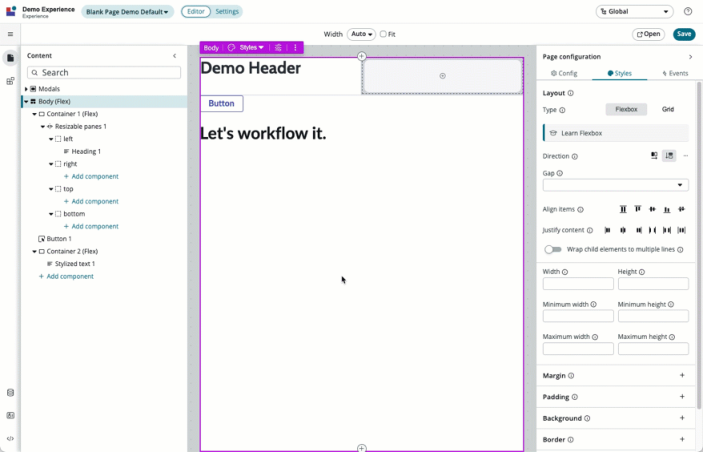 Demo Experience
Experience
Blank Page Demo Default
Editor
Settings
Global
Width
Auto
Fit
Open
Save
Content
Search
Modals
Body (Flex)
Container 1 (Flex)
Resizable panes 1
left
Heading 1
right
+ Add component
top
+ Add component
bottom
+ Add component
Button 1
Container 2 (Flex)
Stylized text 1
+ Add component
Body
Styles
Demo Header
Button
Let's workflow it.
Page configuration
Config
Styles
Events
Layout
Type
Flexbox
Grid
Learn Flexbox
Direction
Gap
Align items
Justify content
Wrap child elements to multiple lines
Width
Height
Minimum width
Minimum height
Maximum width
Maximum height
Margin
Padding
Background
Border